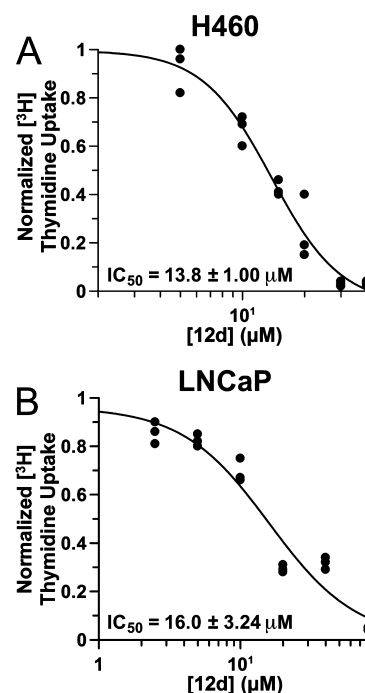 H460
A
1
0.8
0.6
0.4
0.2
0
Normalized [³H]
Thymidine Uptake
IC₅₀ = 13.8 ± 1.00 µM
10¹
[12d] (µM)
LNCaP
B
1
0.8
0.6
0.4
0.2
0
Normalized [³H]
Thymidine Uptake
IC₅₀ = 16.0 ± 3.24 µM
1 10¹
[12d] (µM)